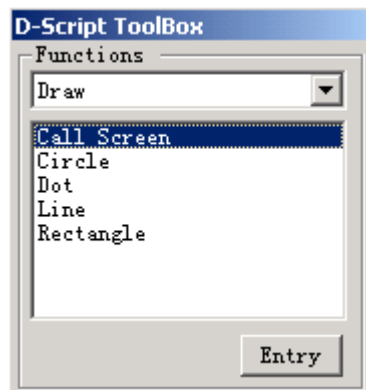 D-Script ToolBox
Functions
Draw
Call Screen
Circle
Dot
Line
Rectangle
Entry